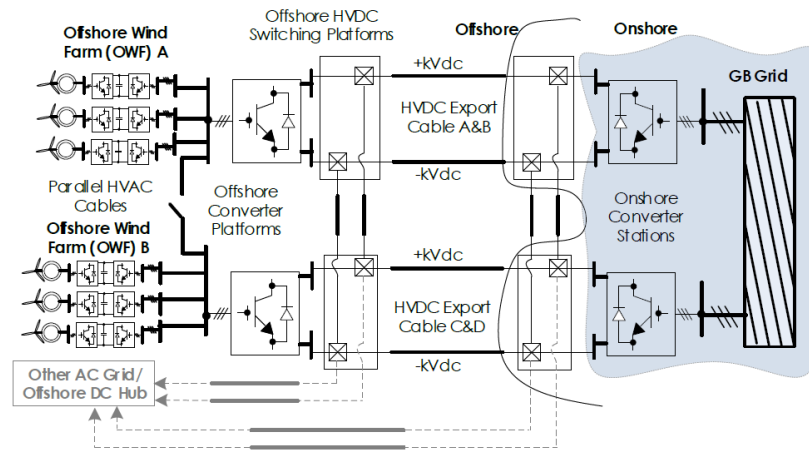 Offshore Wind
Farm (OWF) A
Offshore HVDC
Switching Platforms
Offshore
Onshore
+kVdc
GB Grid
HVDC Export
Cable A&B
-kVdc
Parallel HVAC
Cables
Offshore
Converter
Platforms
Onshore
Converter
Stations
Offshore Wind
Farm (OWF) B
+kVdc
HVDC Export
Cable C&D
-kVdc
Other AC Grid/
Offshore DC Hub